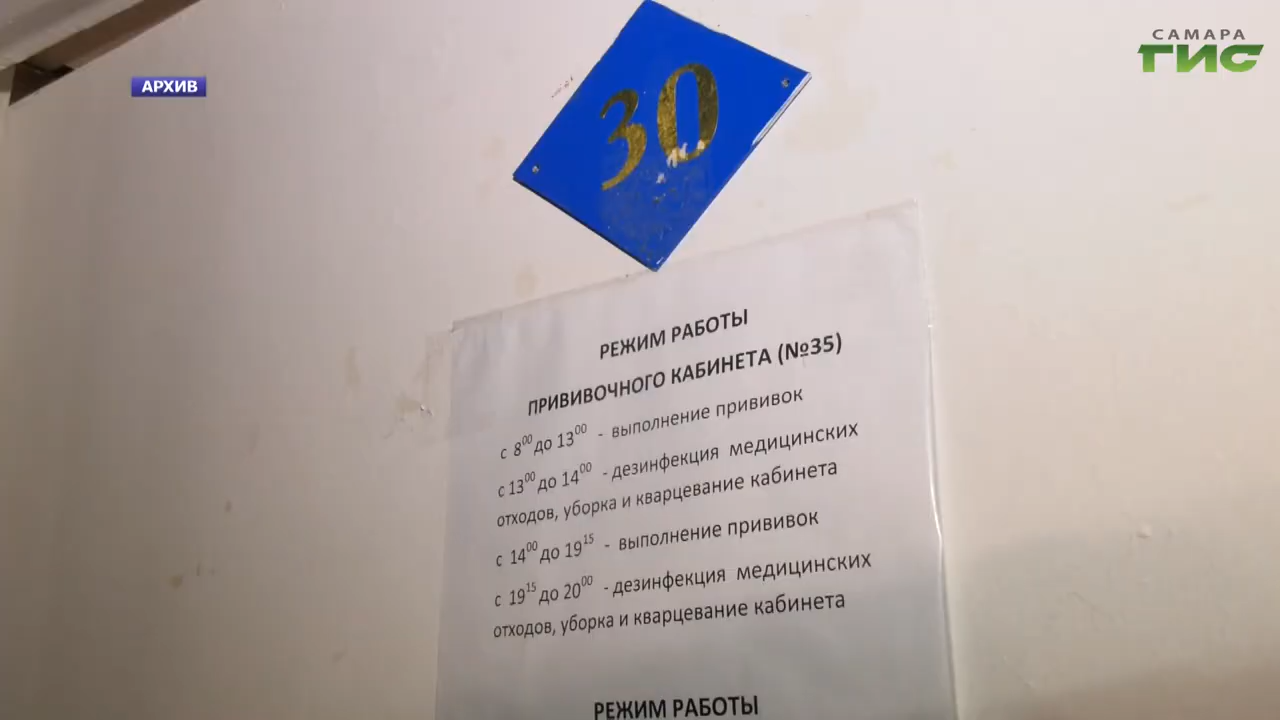 САМАРА
ГИС
АРХИВ
30
РЕЖИМ РАБОТЫ
ПРИВИВОЧНОГО КАБИНЕТА (№35)
с 8⁰⁰ до 13⁰⁰ - выполнение прививок
с 13⁰⁰ до 14⁰⁰ - дезинфекция медицинских
отходов, уборка и кварцевание кабинета
с 14⁰⁰ до 19¹⁵ - выполнение прививок
с 19¹⁵ до 20⁰⁰ - дезинфекция медицинских
отходов, уборка и кварцевание кабинета
РЕЖИМ РАБОТЫ